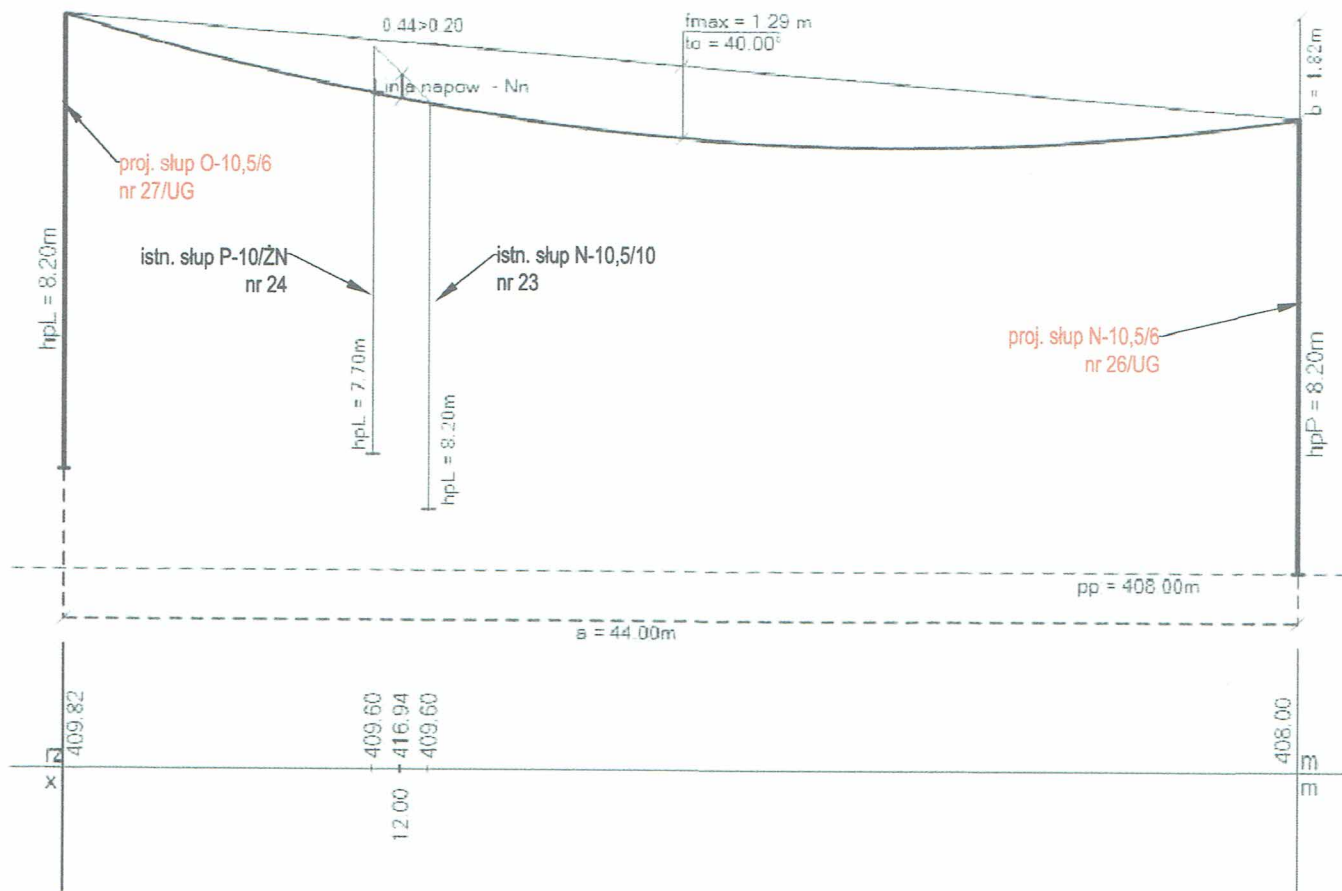 0.44>0.20
fmax = 1.29 m
to = 40.00°
b = 1.82m
Linia napow - Nn
proj. słup O-10,5/6
nr 27/UG
istn. słup P-10/ŻN
nr 24
istn. słup N-10,5/10
nr 23
proj. słup N-10,5/6
nr 26/UG
hpL = 8.20m
hpL = 7.70m
hpL = 8.20m
hpP = 8.20m
pp = 408.00m
a = 44.00m
409.82
409.60
416.94
409.60
408.00
rz
m
x
m
12.00